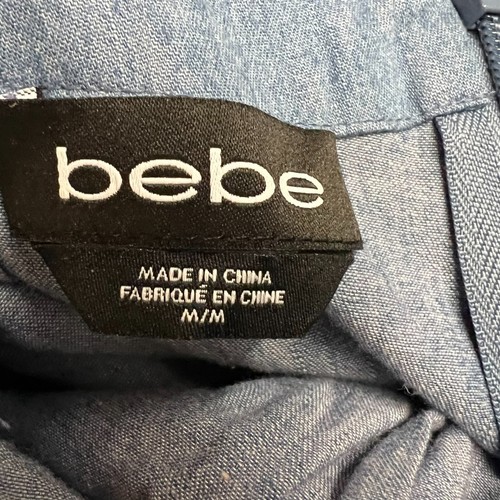 bebe
MADE IN CHINA
FABRIQUÉ EN CHINE
M/M